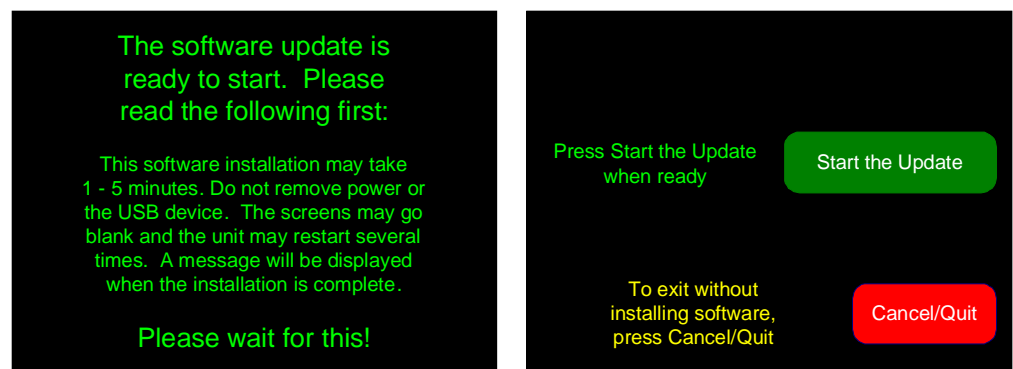 The software update is
ready to start.  Please
read the following first:
This software installation may take
1 - 5 minutes. Do not remove power or
the USB device.  The screens may go
blank and the unit may restart several
times.  A message will be displayed
when the installation is complete.
Please wait for this!
Press Start the Update
when ready
Start the Update
To exit without
installing software,
press Cancel/Quit
Cancel/Quit